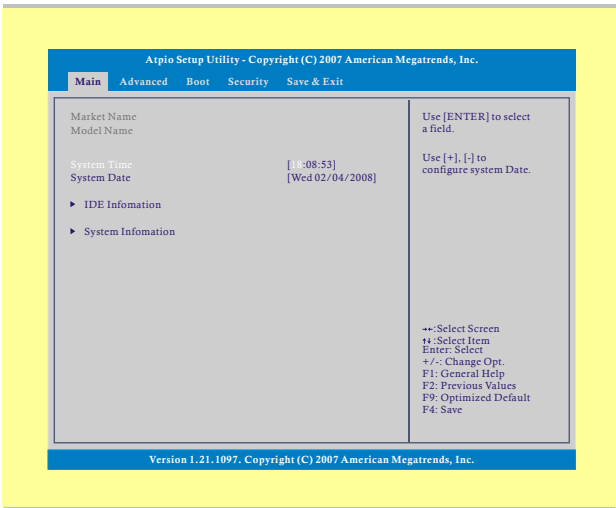 Atpio Setup Utility - Copyright (C) 2007 American Megatrends, Inc.
Main Advanced Boot Security Save & Exit
Market Name
Model Name
System Time [18:08:53]
System Date [Wed 02/04/2008]
▶ IDE Infomation
▶ System Infomation
Use [ENTER] to select
a field.
Use [+], [-] to
configure system Date.
→←:Select Screen
↑↓:Select Item
Enter: Select
+/-: Change Opt.
F1: General Help
F2: Previous Values
F9: Optimized Default
F4: Save
Version 1.21.1097. Copyright (C) 2007 American Megatrends, Inc.